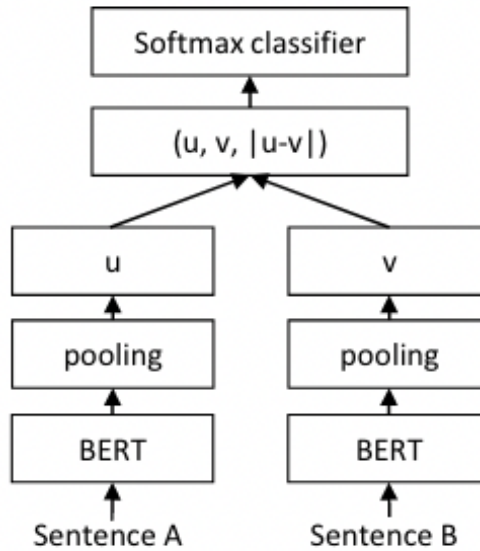 Softmax classifier
(u, v, |u-v|)
u
v
pooling
pooling
BERT
BERT
Sentence A
Sentence B